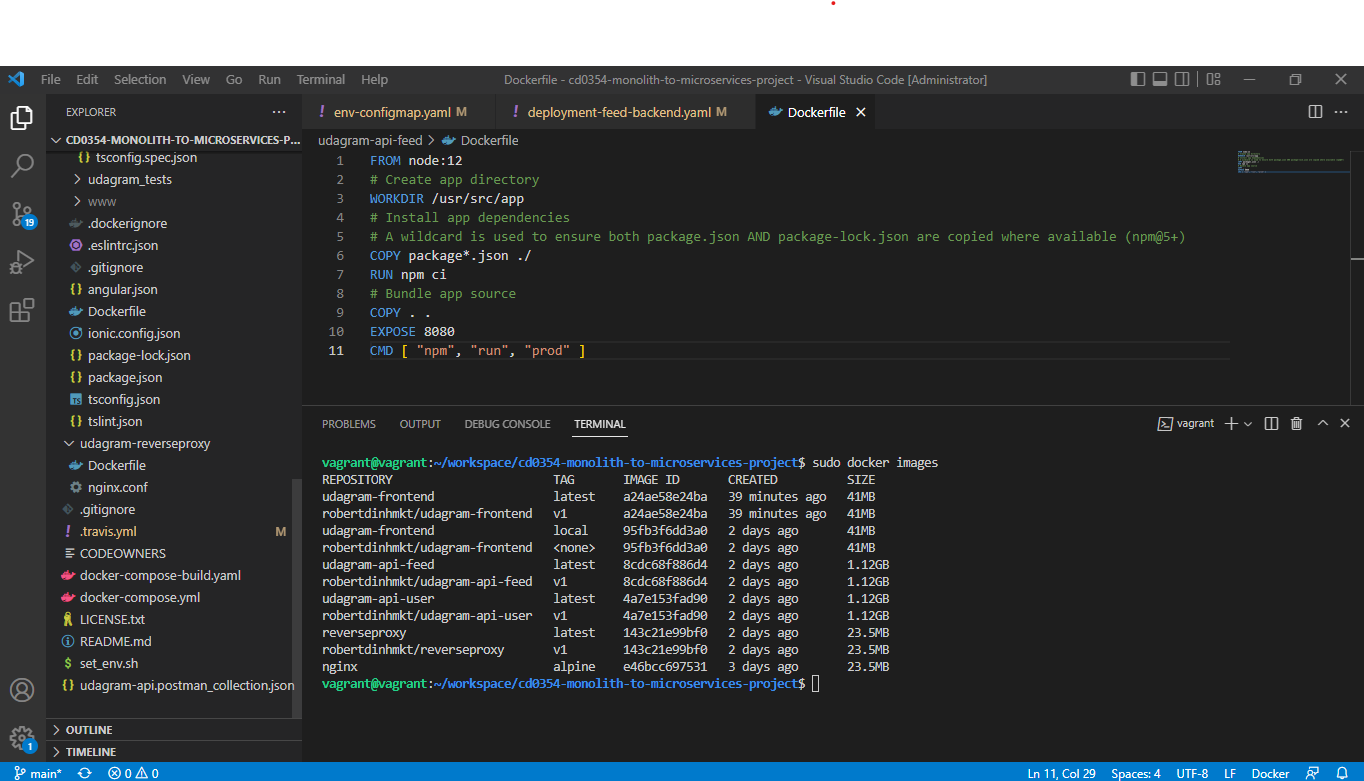 File Edit Selection View Go Run Terminal Help Dockerfile - cd0354-monolith-to-microservices-project - Visual Studio Code [Administrator]
EXPLORER
CD0354-MONOLITH-TO-MICROSERVICES-P...
tsconfig.spec.json
udagram_tests
www
.dockerignore
.eslintrc.json
.gitignore
angular.json
Dockerfile
ionic.config.json
package-lock.json
package.json
tsconfig.json
tslint.json
udagram-reverseproxy
Dockerfile
nginx.conf
.gitignore
.travis.yml M
CODEOWNERS
docker-compose-build.yaml
docker-compose.yml
LICENSE.txt
README.md
set_env.sh
udagram-api.postman_collection.json
OUTLINE
TIMELINE
19
1
env-configmap.yaml M deployment-feed-backend.yaml M Dockerfile
udagram-api-feed > Dockerfile
1 FROM node:12
2 # Create app directory
3 WORKDIR /usr/src/app
4 # Install app dependencies
5 # A wildcard is used to ensure both package.json AND package-lock.json are copied where available (npm@5+)
6 COPY package*.json ./
7 RUN npm ci
8 # Bundle app source
9 COPY . .
10 EXPOSE 8080
11 CMD [ "npm", "run", "prod" ]
PROBLEMS OUTPUT DEBUG CONSOLE TERMINAL vagrant
vagrant@vagrant:~/workspace/cd0354-monolith-to-microservices-project$ sudo docker images
REPOSITORY TAG IMAGE ID CREATED SIZE
udagram-frontend latest a24ae58e24ba 39 minutes ago 41MB
robertdinhmkt/udagram-frontend v1 a24ae58e24ba 39 minutes ago 41MB
udagram-frontend local 95fb3f6dd3a0 2 days ago 41MB
robertdinhmkt/udagram-frontend <none> 95fb3f6dd3a0 2 days ago 41MB
udagram-api-feed latest 8cdc68f886d4 2 days ago 1.12GB
robertdinhmkt/udagram-api-feed v1 8cdc68f886d4 2 days ago 1.12GB
udagram-api-user latest 4a7e153fad90 2 days ago 1.12GB
robertdinhmkt/udagram-api-user v1 4a7e153fad90 2 days ago 1.12GB
reverseproxy latest 143c21e99bf0 2 days ago 23.5MB
robertdinhmkt/reverseproxy v1 143c21e99bf0 2 days ago 23.5MB
nginx alpine e46bcc697531 3 days ago 23.5MB
vagrant@vagrant:~/workspace/cd0354-monolith-to-microservices-project$
main* 0 0 Ln 11, Col 29 Spaces: 4 UTF-8 LF Docker